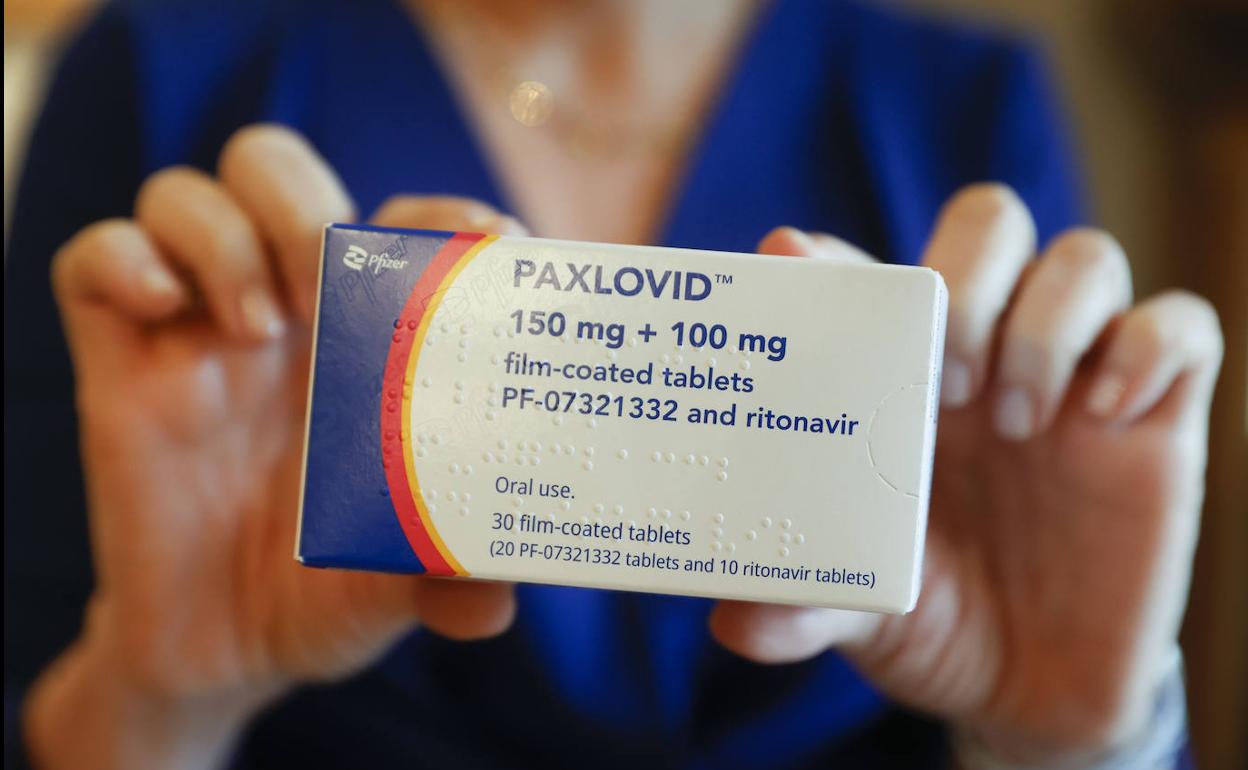 Pfizer
PAXLOVID™
150 mg + 100 mg
film-coated tablets
PF-07321332 and ritonavir
Oral use.
30 film-coated tablets
(20 PF-07321332 tablets and 10 ritonavir tablets)